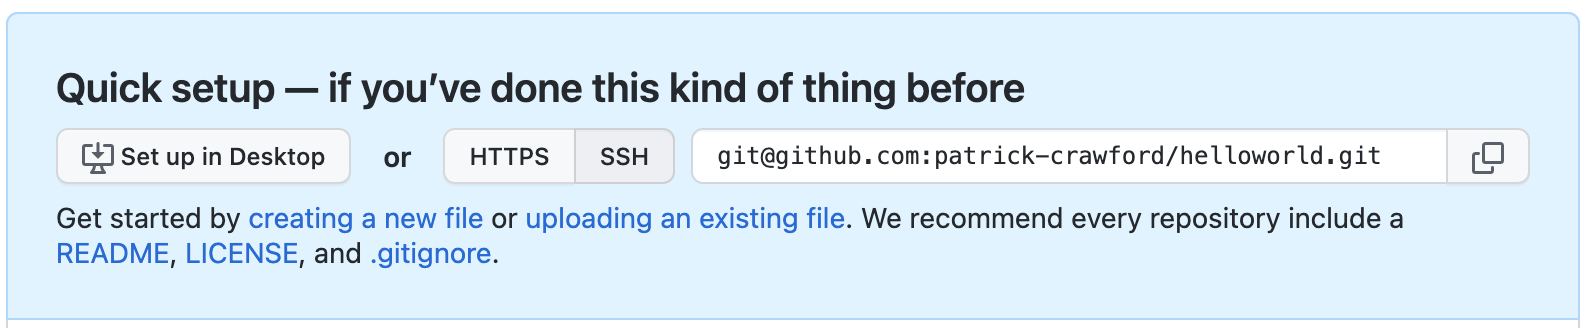 Quick setup — if you’ve done this kind of thing before
Set up in Desktop or HTTPS SSH git@github.com:patrick-crawford/helloworld.git
Get started by creating a new file or uploading an existing file. We recommend every repository include a
README, LICENSE, and .gitignore.